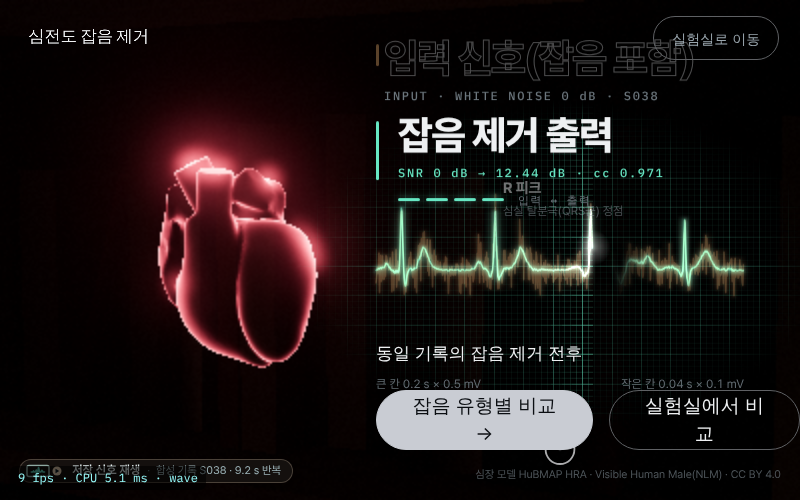 심전도 잡음 제거
실험실로 이동
입력 신호(잡음 포함)
INPUT · WHITE NOISE 0 dB · S038
잡음 제거 출력
SNR 0 dB → 12.44 dB · cc 0.971
R 피크
입력 ↔ 출력
심실 탈분극(QRS군) 정점
동일 기록의 잡음 제거 전후
큰 칸 0.2 s × 0.5 mV
작은 칸 0.04 s × 0.1 mV
잡음 유형별 비교
→
실험실에서 비
교
저장 신호 재생 · 합성 기록 S038 · 9.2 s 반복
9 fps · CPU 5.1 ms · wave
심장 모델 HuBMAP HRA · Visible Human Male(NLM) · CC BY 4.0